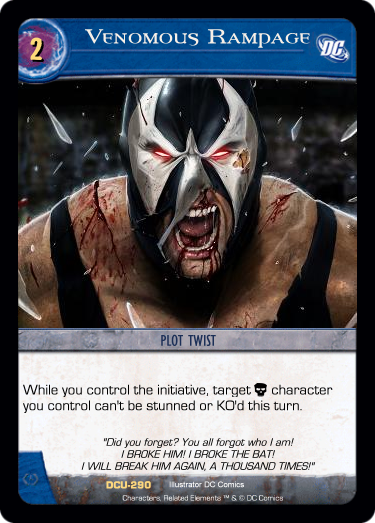 2
VENOMOUS RAMPAGE
DC
PLOT TWIST
While you control the initiative, target character
you control can't be stunned or KO'd this turn.
"Did you forget? You all forgot who I am!
I BROKE HIM! I BROKE THE BAT!
I WILL BREAK HIM AGAIN, A THOUSAND TIMES!"
DCU-290 Illustrator DC Comics
Characters, Related Elements ™ & © DC Comics